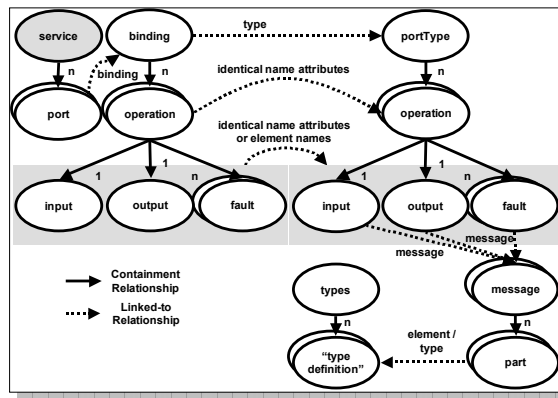 service
binding
type
portType
n
binding
n
n
port
operation
identical name attributes
operation
identical name attributes
or element names
1
1
n
1
1
n
input
output
fault
input
output
fault
message
message
Containment
Relationship
types
message
Linked-to
Relationship
n
n
element /
type
"type
definition"
part